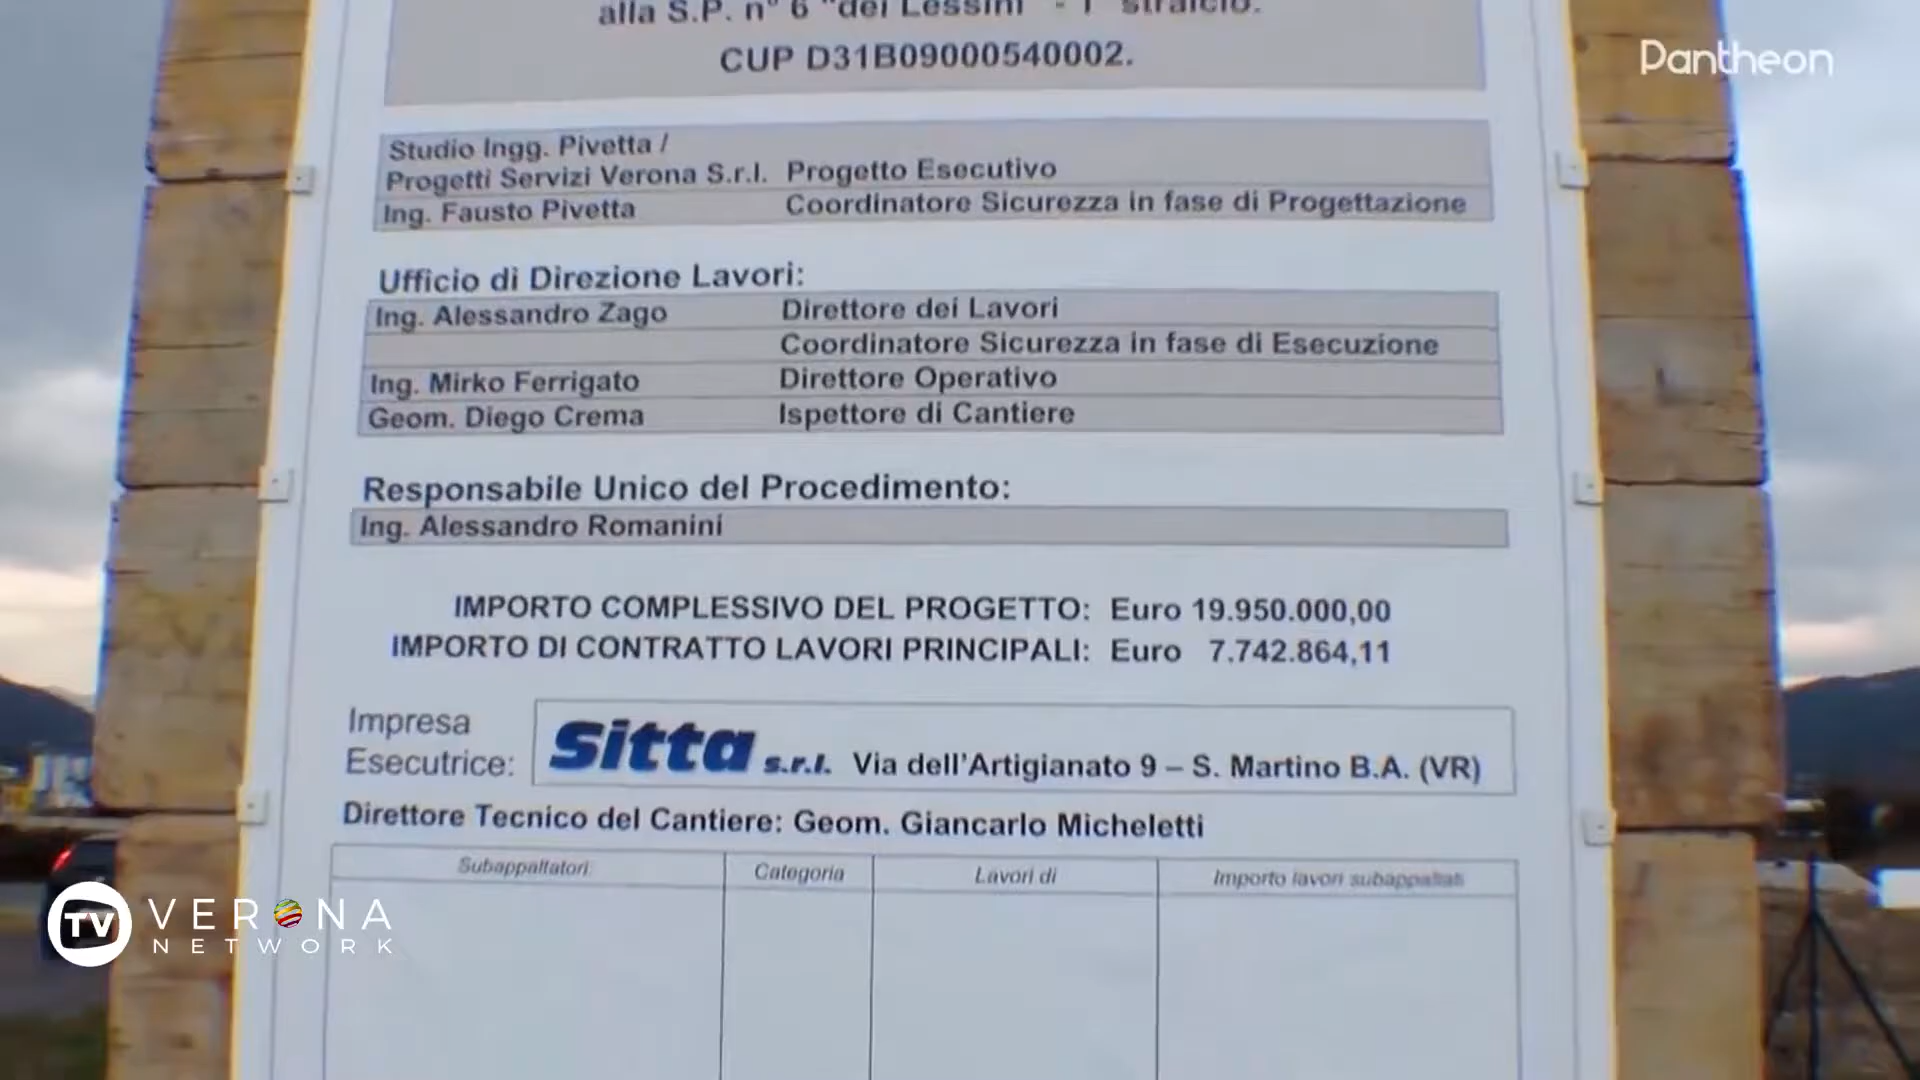 alla S.P. n° 6 "dei Lessini" - 1° stralcio.
CUP D31B09000540002.
Pantheon
Studio Ingg. Pivetta /
Progetti Servizi Verona S.r.l. Progetto Esecutivo
Ing. Fausto Pivetta Coordinatore Sicurezza in fase di Progettazione
Ufficio di Direzione Lavori:
Ing. Alessandro Zago Direttore dei Lavori
Coordinatore Sicurezza in fase di Esecuzione
Ing. Mirko Ferrigato Direttore Operativo
Geom. Diego Crema Ispettore di Cantiere
Responsabile Unico del Procedimento:
Ing. Alessandro Romanini
IMPORTO COMPLESSIVO DEL PROGETTO: Euro 19.950.000,00
IMPORTO DI CONTRATTO LAVORI PRINCIPALI: Euro 7.742.864,11
Impresa
Esecutrice: Sitta s.r.l. Via dell'Artigianato 9 – S. Martino B.A. (VR)
Direttore Tecnico del Cantiere: Geom. Giancarlo Micheletti
Subappaltatori Categoria Lavori di Importo lavori subappaltati
TV VERONA
NETWORK